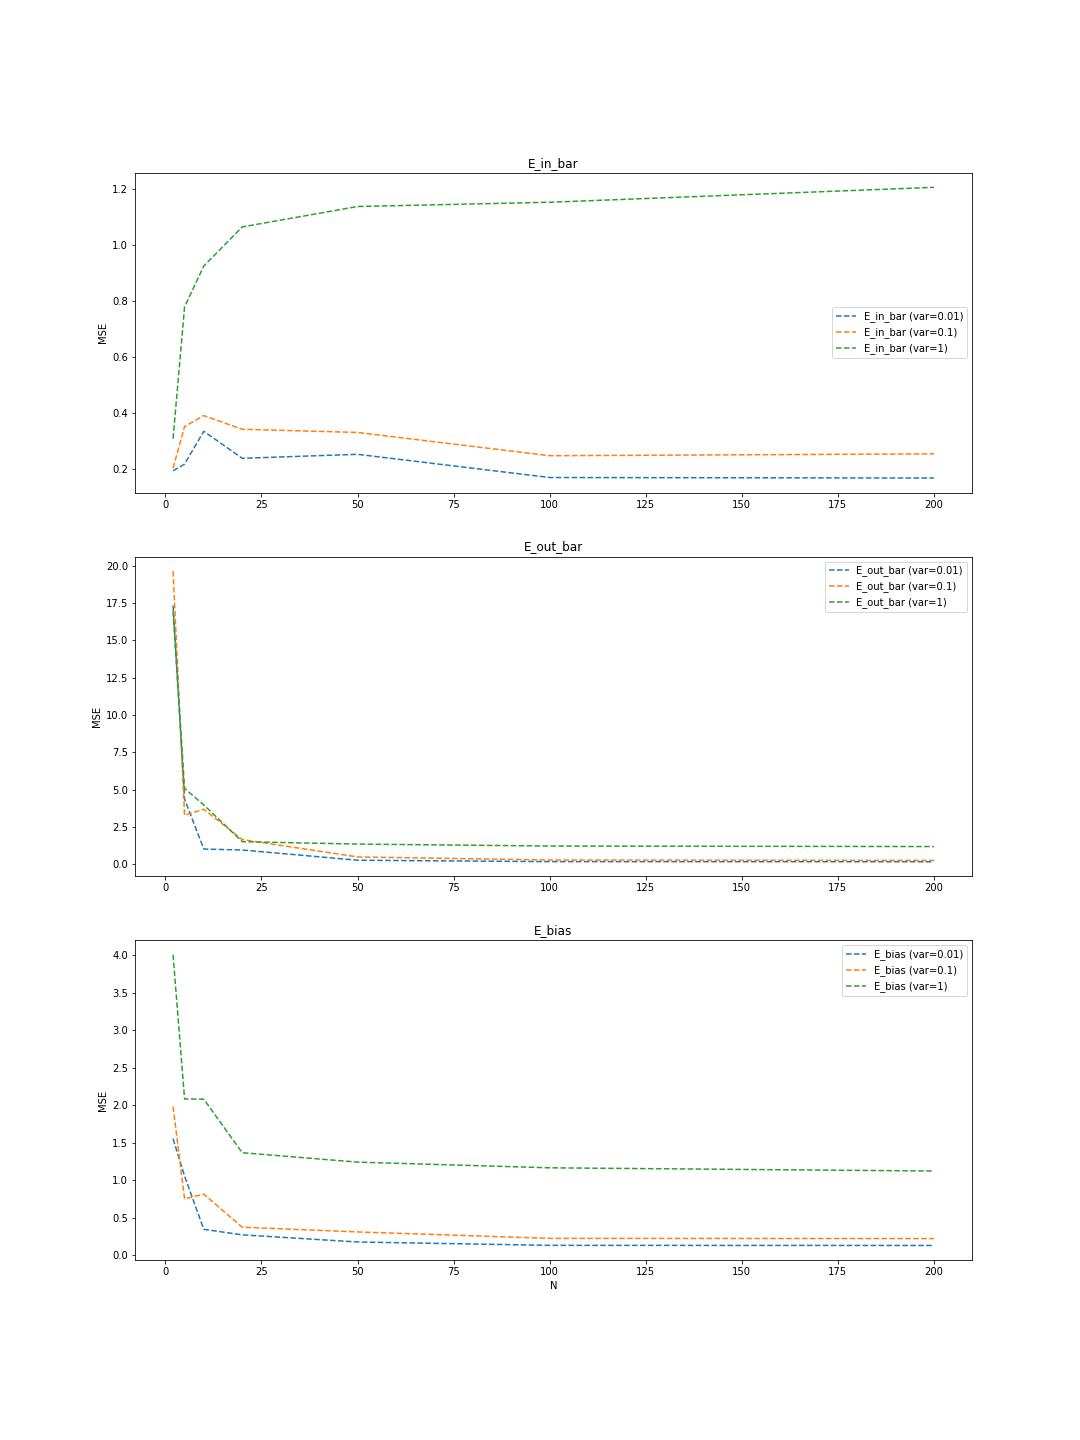 E_in_bar
1.2
1.0
0.8
0.6
0.4
0.2
MSE
E_in_bar (var=0.01)
E_in_bar (var=0.1)
E_in_bar (var=1)
0 25 50 75 100 125 150 175 200
E_out_bar
20.0
17.5
15.0
12.5
10.0
7.5
5.0
2.5
0.0
MSE
E_out_bar (var=0.01)
E_out_bar (var=0.1)
E_out_bar (var=1)
0 25 50 75 100 125 150 175 200
E_bias
4.0
3.5
3.0
2.5
2.0
1.5
1.0
0.5
0.0
MSE
E_bias (var=0.01)
E_bias (var=0.1)
E_bias (var=1)
0 25 50 75 100 125 150 175 200
N